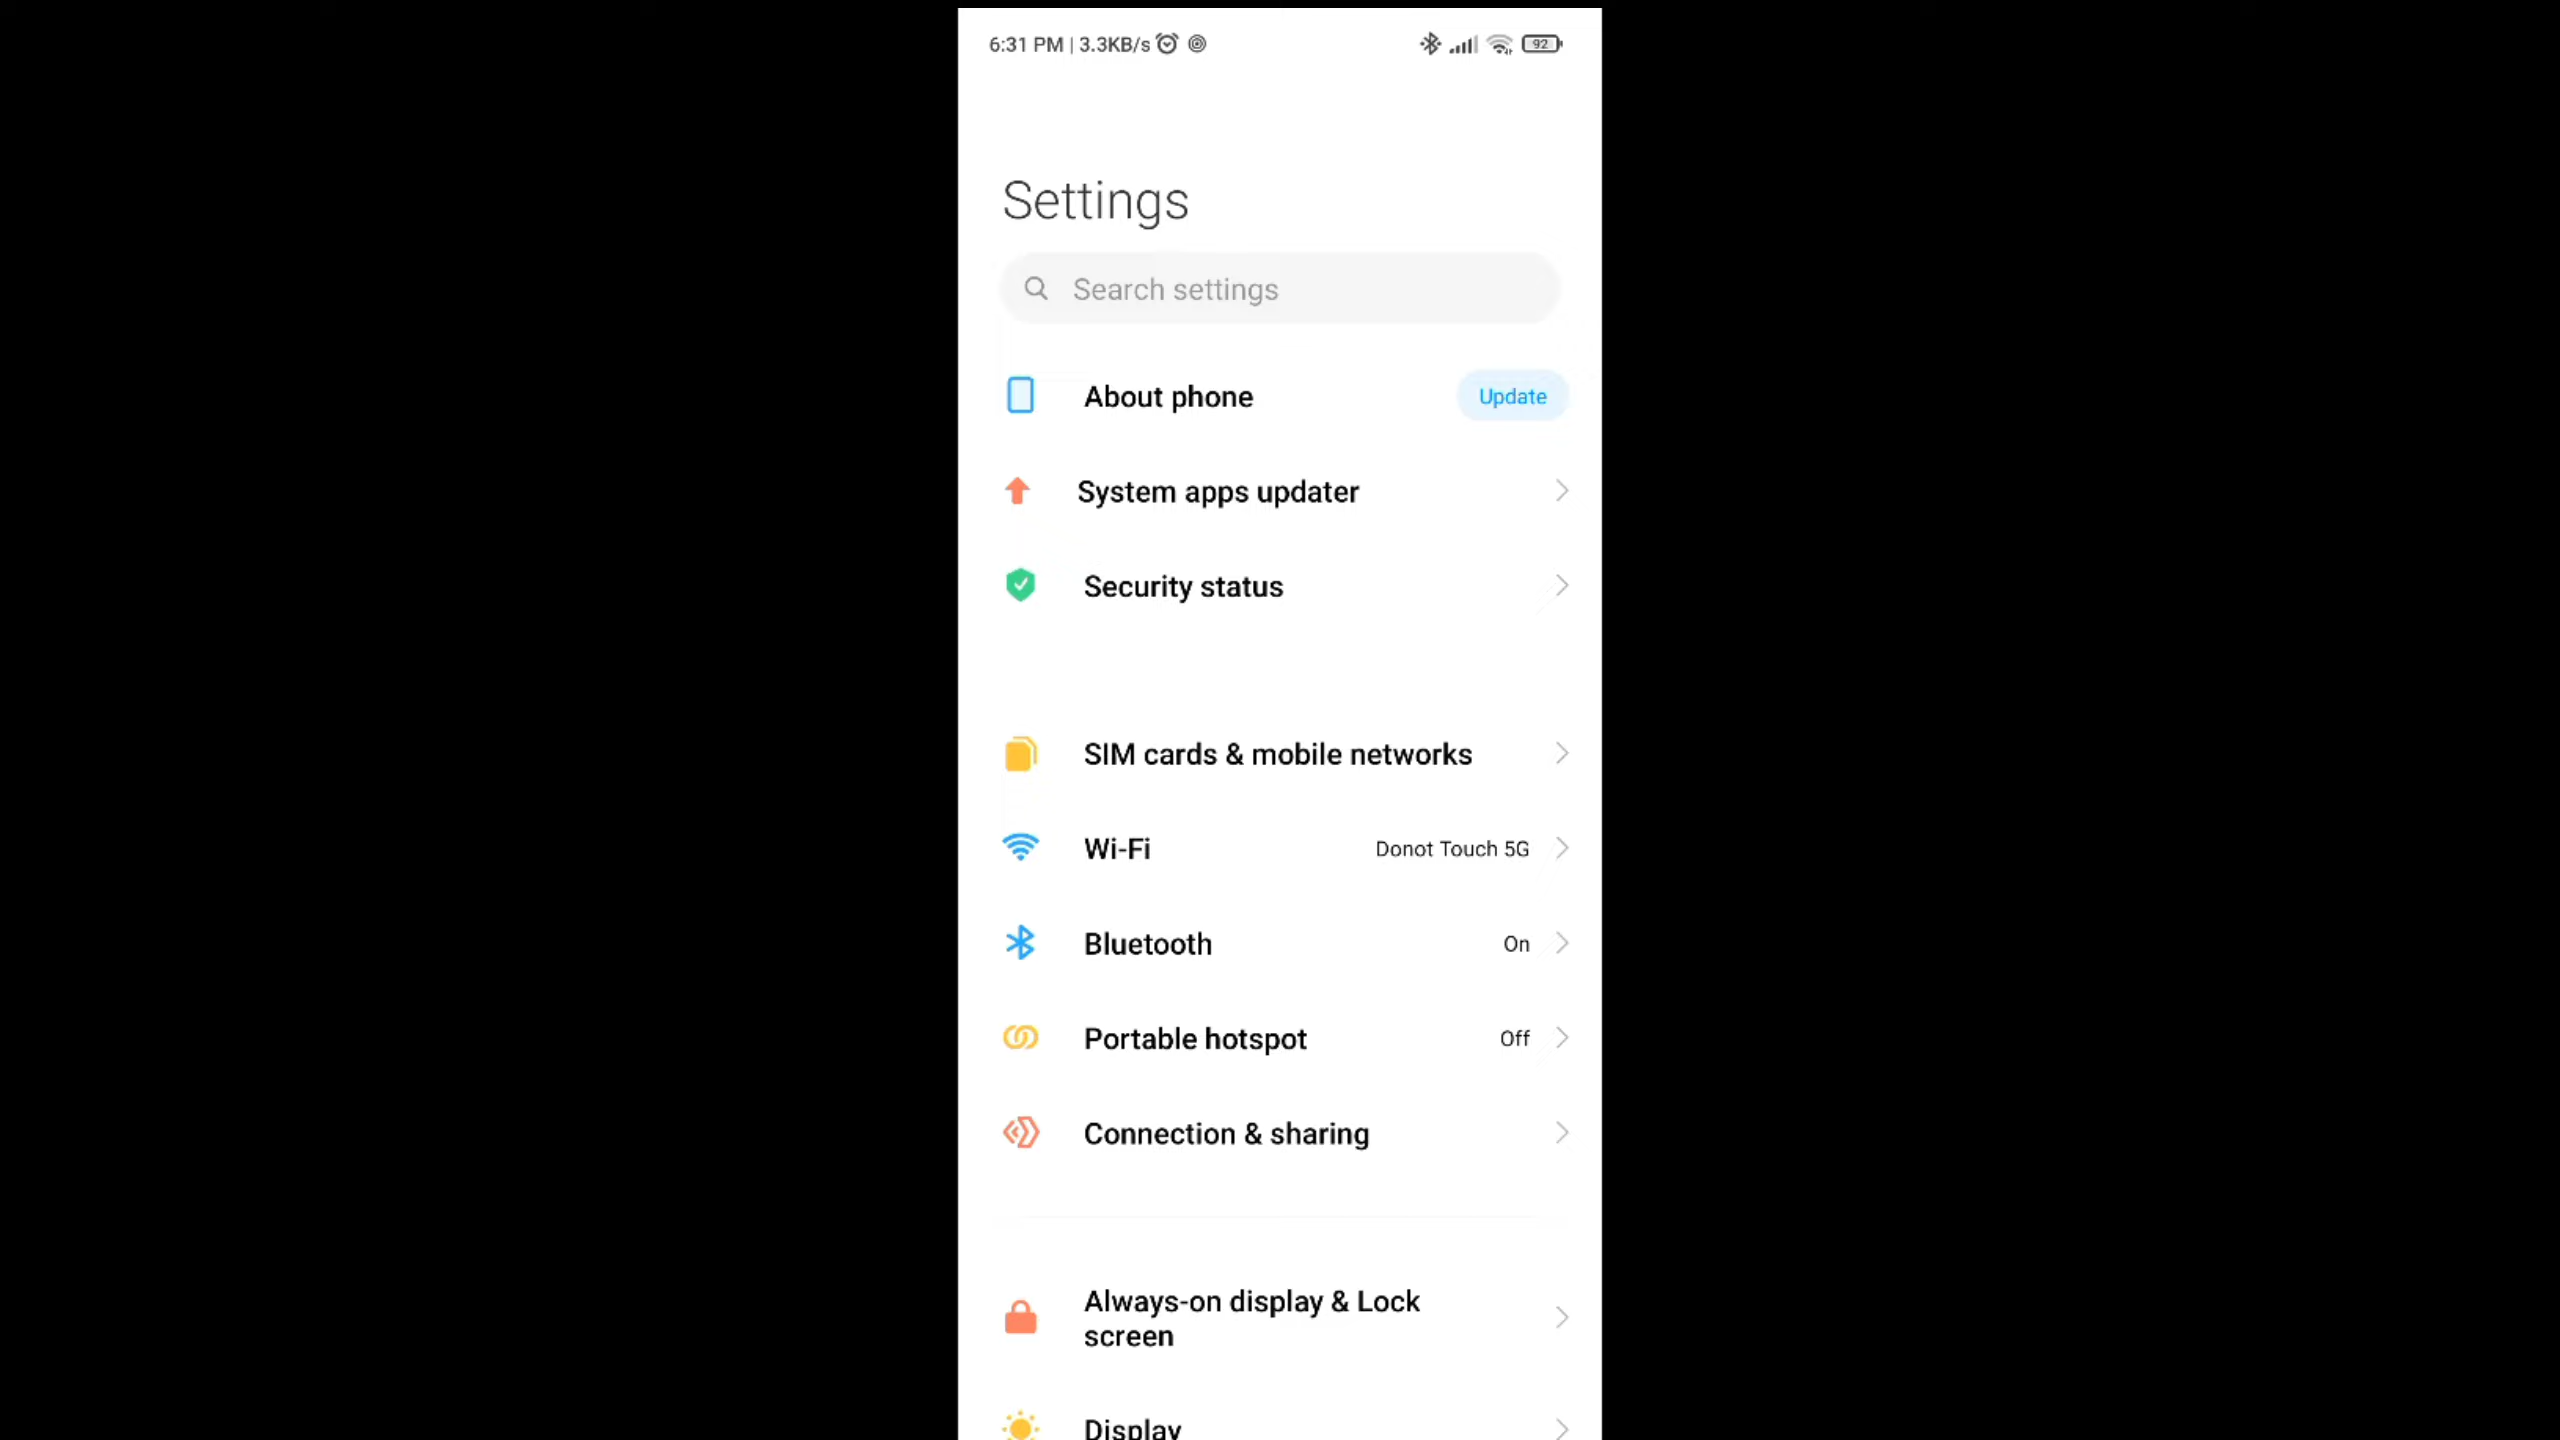 6:31 PM | 3.3KB/s
92
Settings
Search settings
About phone
Update
System apps updater
Security status
SIM cards & mobile networks
Wi-Fi
Donot Touch 5G
Bluetooth
On
Portable hotspot
Off
Connection & sharing
Always-on display & Lock
screen
Display